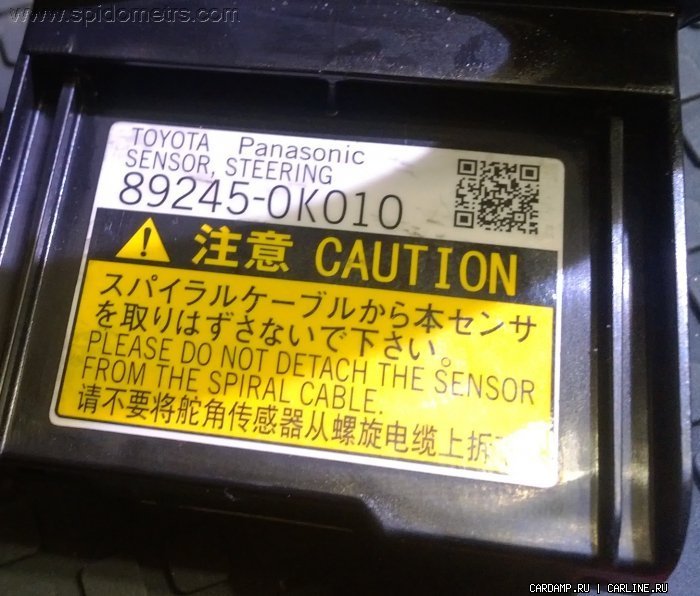 www.spidometrs.com
TOYOTA Panasonic
SENSOR, STEERING
89245-0K010
注意 CAUTION
スパイラルケーブルから本センサ
を取りはずさないで下さい。
PLEASE DO NOT DETACH THE SENSOR
FROM THE SPIRAL CABLE.
请不要将舵角传感器从螺旋电缆上拆
CARDAMP.RU | CARLINE.RU